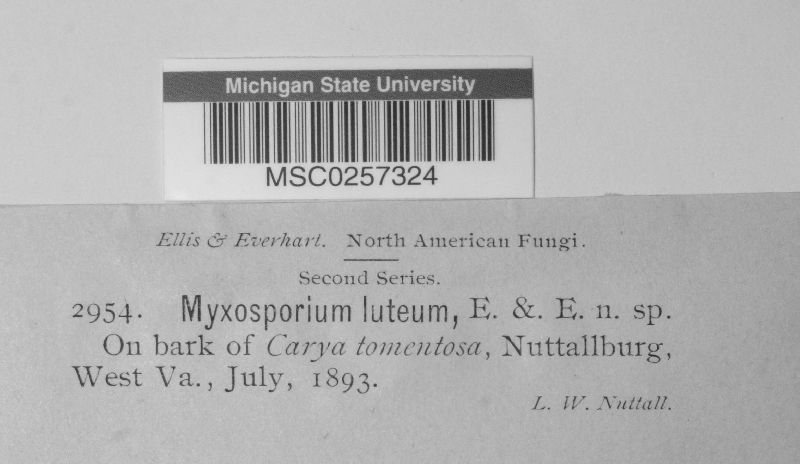 Michigan State University
MSC0257324
Ellis & Everhart. North American Fungi.
Second Series.
2954. Myxosporium luteum, E. &. E. n. sp.
On bark of Carya tomentosa, Nuttallburg,
West Va., July, 1893.
L. W. Nuttall.